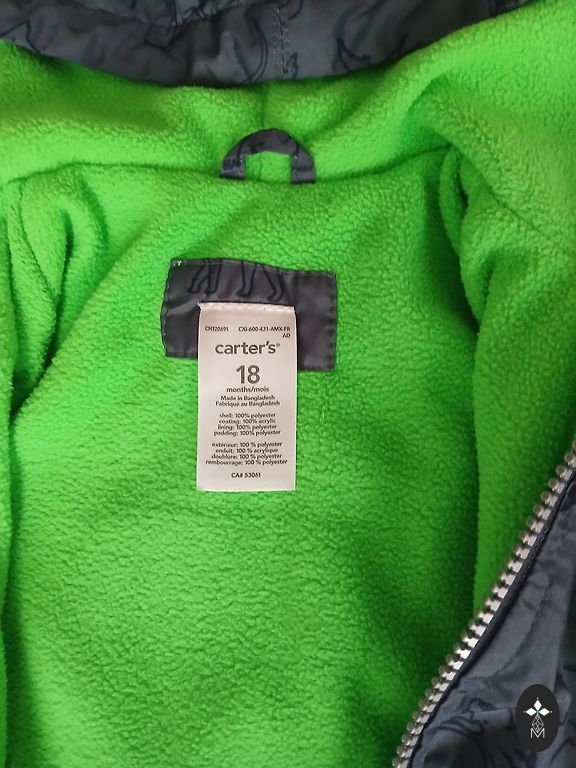 CH120691 CXI-600-431-AMX-FR
AD
carter's®
18
months/mois
Made in Bangladesh
Fabriqué au Bangladesh
shell: 100% polyester
coating: 100% acrylic
lining: 100% polyester
padding: 100% polyester
extérieur: 100 % polyester
enduit: 100 % acrylique
doublure: 100 % polyester
rembourrage: 100 % polyester
CA# 53061
M